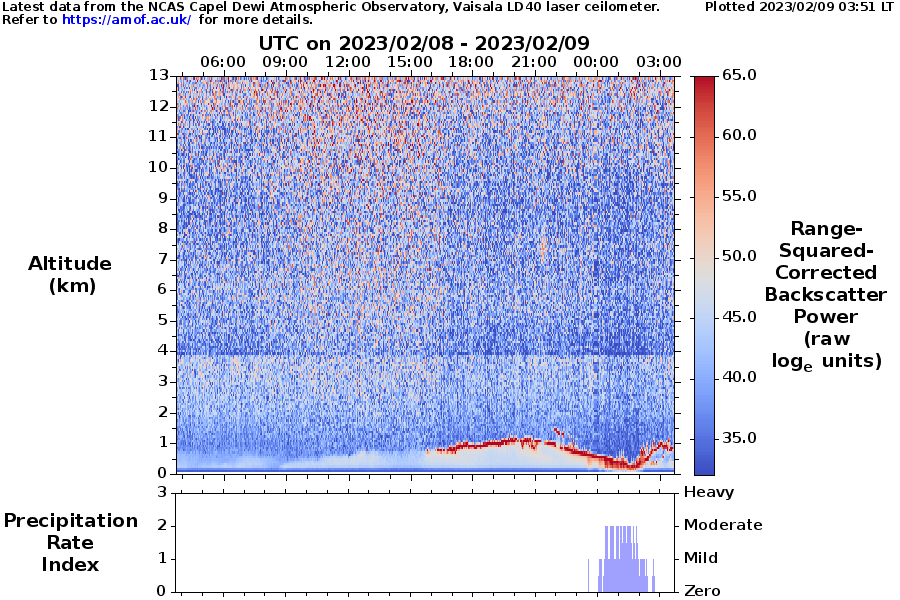 Latest data from the NCAS Capel Dewi Atmospheric Observatory, Vaisala LD40 laser ceilometer.
Plotted 2023/02/09 03:51 LT
Refer to https://amof.ac.uk/ for more details.
UTC on 2023/02/08 - 2023/02/09
06:00 09:00 12:00 15:00 18:00 21:00 00:00 03:00
13
12
11
10
9
8
7
6
5
4
3
2
1
0
Altitude
(km)
65.0
60.0
55.0
50.0
45.0
40.0
35.0
Range-
Squared-
Corrected
Backscatter
Power
(raw
loge units)
3
2
1
0
Precipitation
Rate
Index
Heavy
Moderate
Mild
Zero